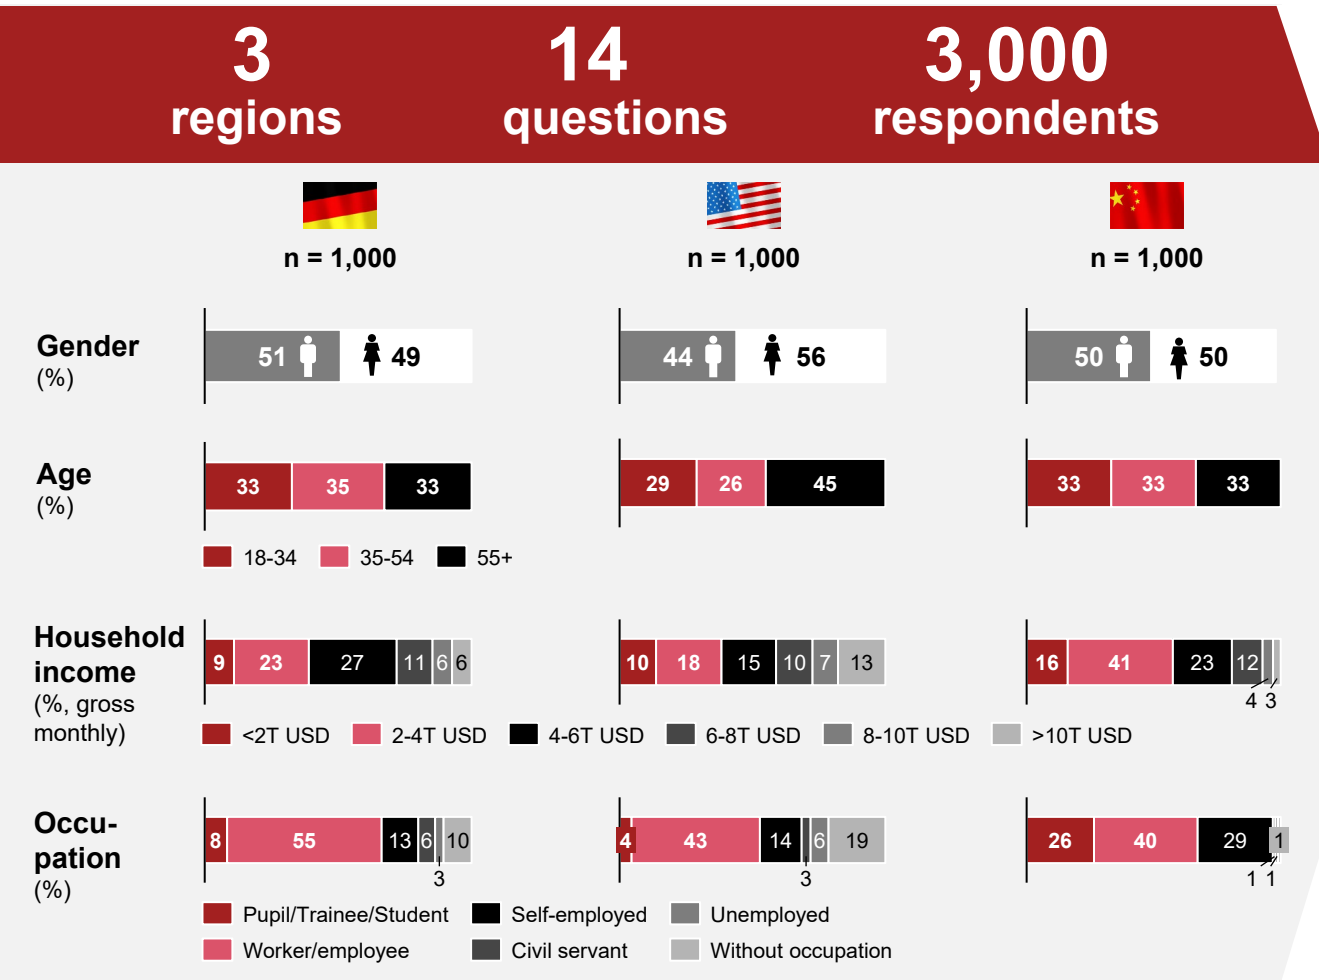 3 14 3,000
regions questions respondents
n = 1,000 n = 1,000 n = 1,000
Gender
(%)
51 49 44 56 50 50
Age
(%)
33 35 33 29 26 45 33 33 33
18-34 35-54 55+
Household
income
(%, gross
monthly)
9 23 27 11 6 6 10 18 15 10 7 13 16 41 23 12
4 3
<2T USD 2-4T USD 4-6T USD 6-8T USD 8-10T USD >10T USD
Occu-
pation
(%)
8 55 13 6 10 4 43 14 6 19 26 40 29 1
3 3 1 1
Pupil/Trainee/Student Self-employed Unemployed
Worker/employee Civil servant Without occupation